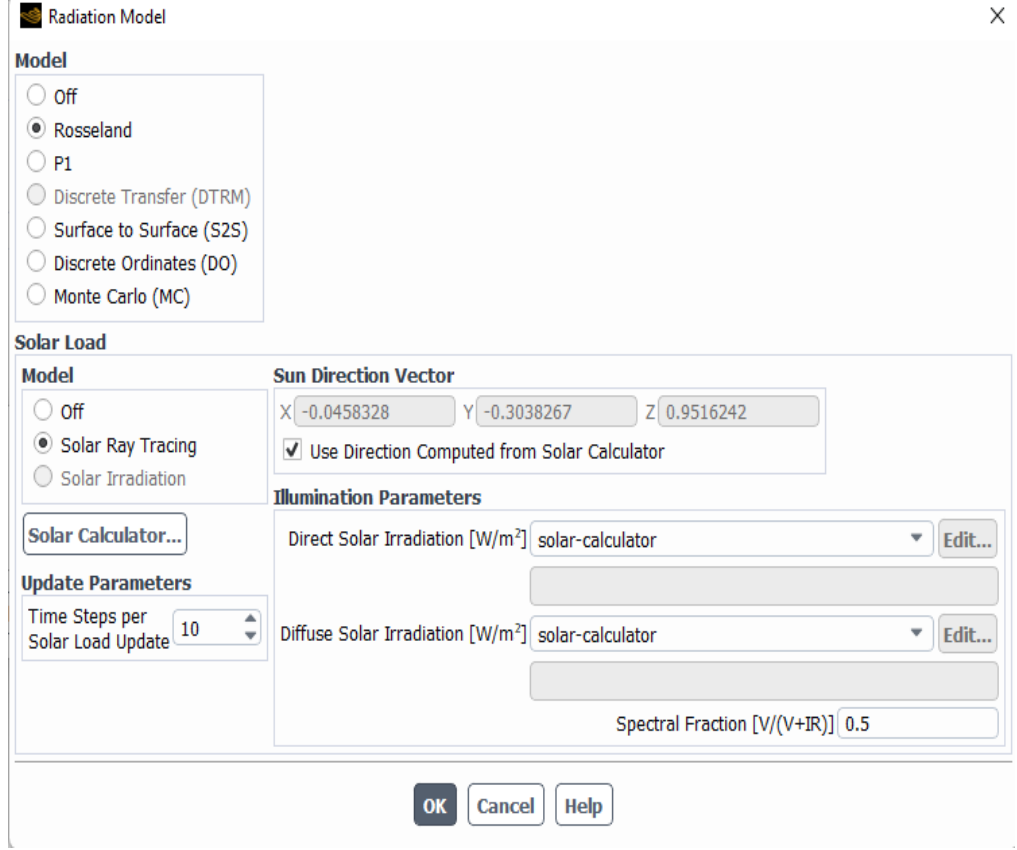 Radiation Model
Model
Off
Rosseland
P1
Discrete Transfer (DTRM)
Surface to Surface (S2S)
Discrete Ordinates (DO)
Monte Carlo (MC)
Solar Load
Model
Off
Solar Ray Tracing
Solar Irradiation
Solar Calculator...
Update Parameters
Time Steps per
Solar Load Update 10
Sun Direction Vector
X -0.0458328 Y -0.3038267 Z 0.9516242
Use Direction Computed from Solar Calculator
Illumination Parameters
Direct Solar Irradiation [W/m²] solar-calculator Edit...
Diffuse Solar Irradiation [W/m²] solar-calculator Edit...
Spectral Fraction [V/(V+IR)] 0.5
OK Cancel Help